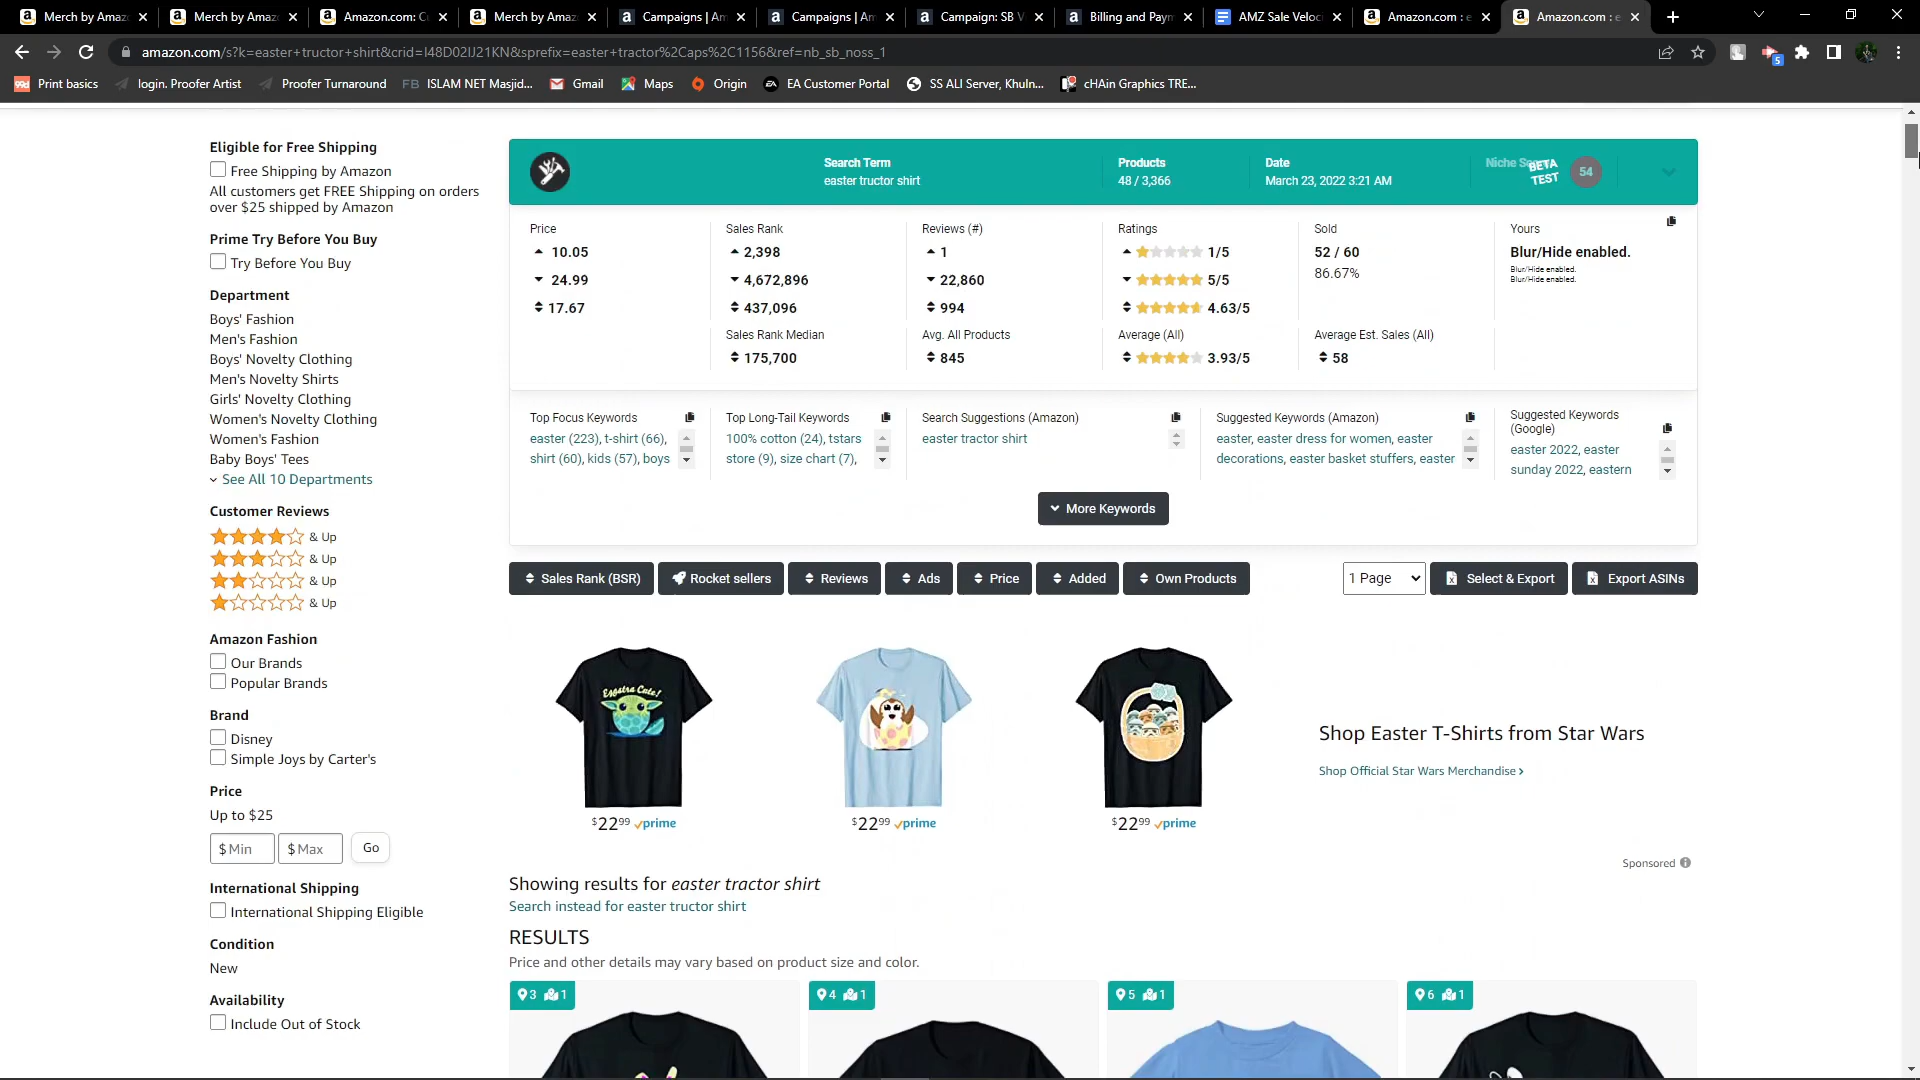 Merch by Amaz
Merch by Amaz
Amazon.com: C
Merch by Amaz
Campaigns | Am
Campaigns | Am
Campaign: SB V
Billing and Paym
AMZ Sale Veloc
Amazon.com : e
Amazon.com : e
amazon.com/s?k=easter+tructor+shirt&crid=I48D02IJ21KN&sprefix=easter+tractor%2Caps%2C1156&ref=nb_sb_noss_1
5
99d Print basics
login. Proofer Artist
Proofer Turnaround
FB ISLAM NET Masjid...
Gmail
Maps
Origin
EA Customer Portal
SS ALI Server, Khuln...
cHAin Graphics TRE...
Eligible for Free Shipping
Free Shipping by Amazon
All customers get FREE Shipping on orders
over $25 shipped by Amazon
Prime Try Before You Buy
Try Before You Buy
Department
Boys' Fashion
Men's Fashion
Boys' Novelty Clothing
Men's Novelty Shirts
Girls' Novelty Clothing
Women's Novelty Clothing
Women's Fashion
Baby Boys' Tees
See All 10 Departments
Customer Reviews
& Up
& Up
& Up
& Up
Amazon Fashion
Our Brands
Popular Brands
Brand
Disney
Simple Joys by Carter's
Price
Up to $25
$ Min
$ Max
Go
International Shipping
International Shipping Eligible
Condition
New
Availability
Include Out of Stock
Search Term
easter tructor shirt
Products
48 / 3,366
Date
March 23, 2022 3:21 AM
Niche
BETA
TEST
54
Price
10.05
24.99
17.67
Sales Rank
2,398
4,672,896
437,096
Sales Rank Median
175,700
Reviews (#)
1
22,860
994
Avg. All Products
845
Ratings
1/5
5/5
4.63/5
Average (All)
3.93/5
Sold
52 / 60
86.67%
Average Est. Sales (All)
58
Yours
Blur/Hide enabled.
Blur/Hide enabled.
Blur/Hide enabled.
Top Focus Keywords
easter (223), t-shirt (66),
shirt (60), kids (57), boys
Top Long-Tail Keywords
100% cotton (24), tstars
store (9), size chart (7),
Search Suggestions (Amazon)
easter tractor shirt
Suggested Keywords (Amazon)
easter, easter dress for women, easter
decorations, easter basket stuffers, easter
Suggested Keywords
(Google)
easter 2022, easter
sunday 2022, eastern
More Keywords
Sales Rank (BSR)
Rocket sellers
Reviews
Ads
Price
Added
Own Products
1 Page
Select & Export
Export ASINs
Eggstra Cute!
$22⁹⁹ prime
$22⁹⁹ prime
$22⁹⁹ prime
Shop Easter T-Shirts from Star Wars
Shop Official Star Wars Merchandise ›
Sponsored
Showing results for easter tractor shirt
Search instead for easter tructor shirt
RESULTS
Price and other details may vary based on product size and color.
3 1
4 1
5 1
6 1